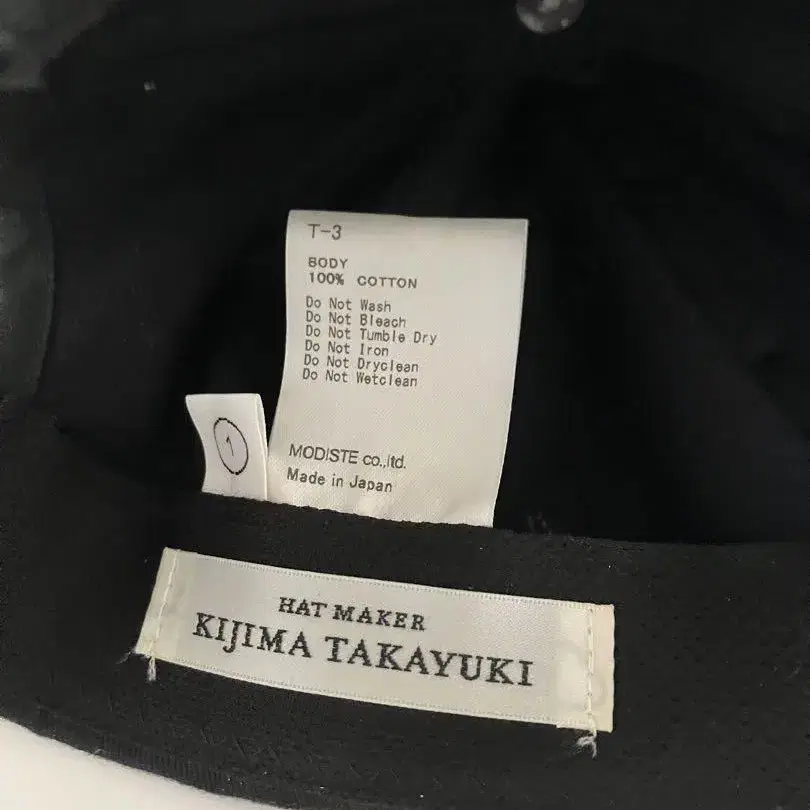 T-3
BODY
100% COTTON
Do Not Wash
Do Not Bleach
Do Not Tumble Dry
Do Not Iron
Do Not Dryclean
Do Not Wetclean
MODISTE co.,ltd.
Made in Japan
1
HAT MAKER
KIJIMA TAKAYUKI